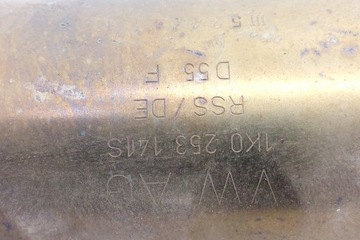 VW AG
1K0 253 141S
RSS/DE
D55 F